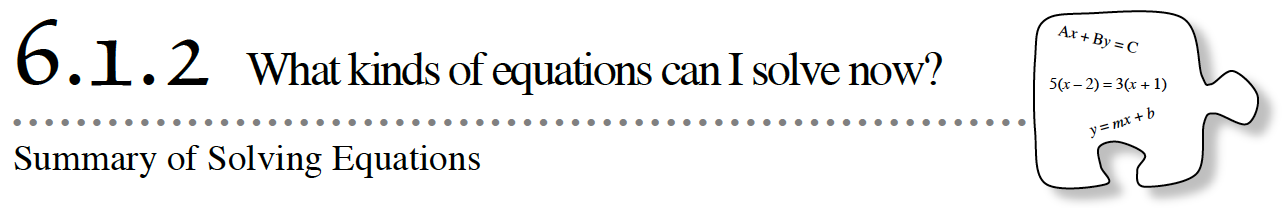 6.1.2 What kinds of equations can I solve now?
Summary of Solving Equations
Ax + By = C
5(x – 2) = 3(x + 1)
y = mx + b